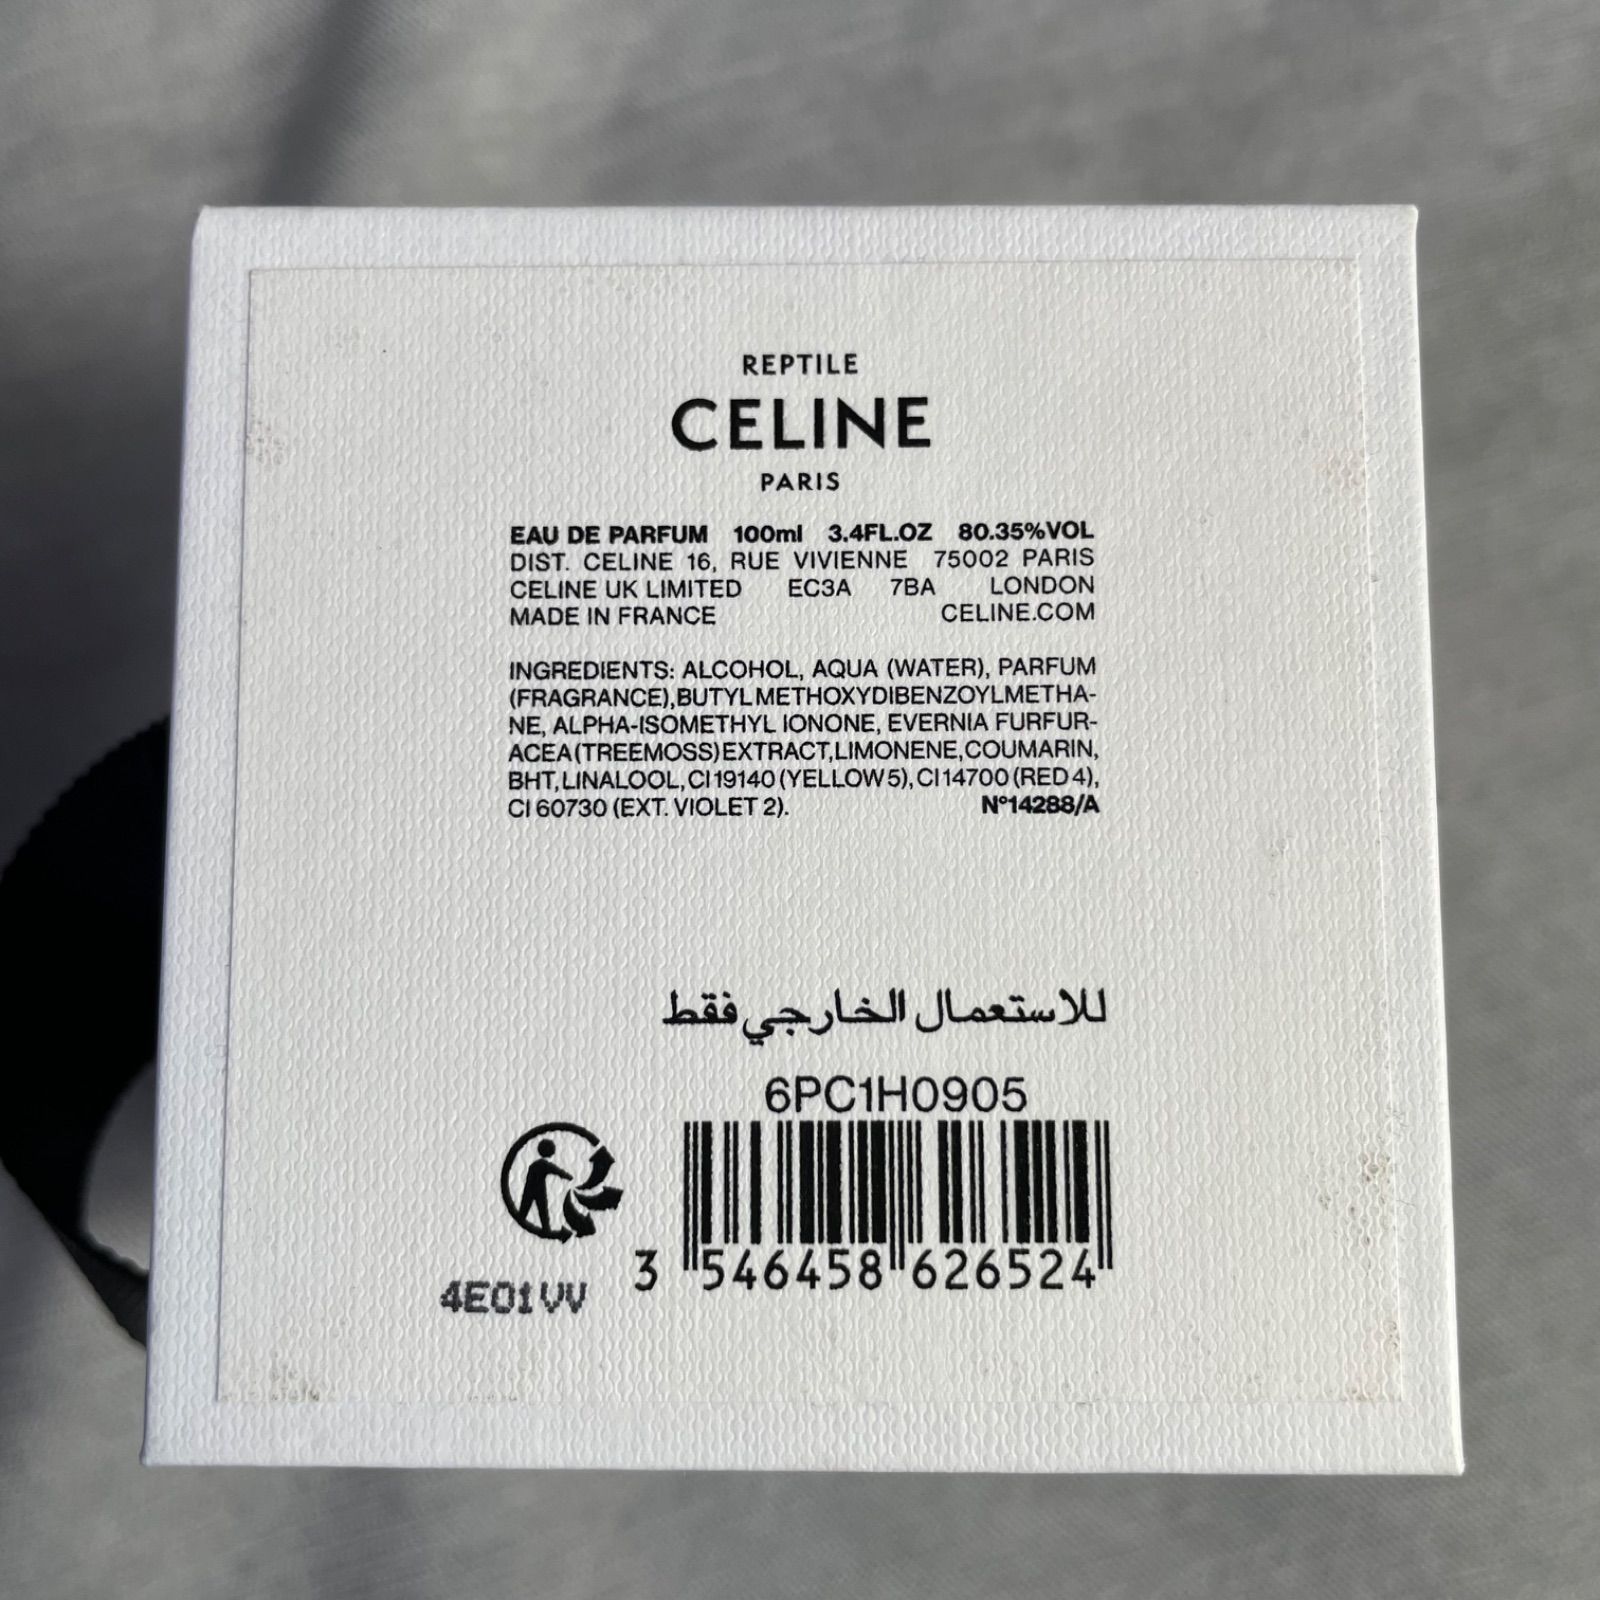 REPTILE
CELINE
PARIS
EAU DE PARFUM 100ml 3.4FL.OZ 80.35%VOL
DIST. CELINE 16, RUE VIVIENNE 75002 PARIS
CELINE UK LIMITED EC3A 7BA LONDON
MADE IN FRANCE CELINE.COM
INGREDIENTS: ALCOHOL, AQUA (WATER), PARFUM
(FRAGRANCE),BUTYL METHOXYDIBENZOYLMETHA-
NE, ALPHA-ISOMETHYL IONONE, EVERNIA FURFUR-
ACEA (TREEMOSS) EXTRACT, LIMONENE, COUMARIN,
BHT, LINALOOL, CI 19140 (YELLOW 5), CI 14700 (RED 4),
CI 60730 (EXT. VIOLET 2). N°14288/A
للاستعمال الخارجي فقط
6PC1H0905
3 546458 626524
4E01VV